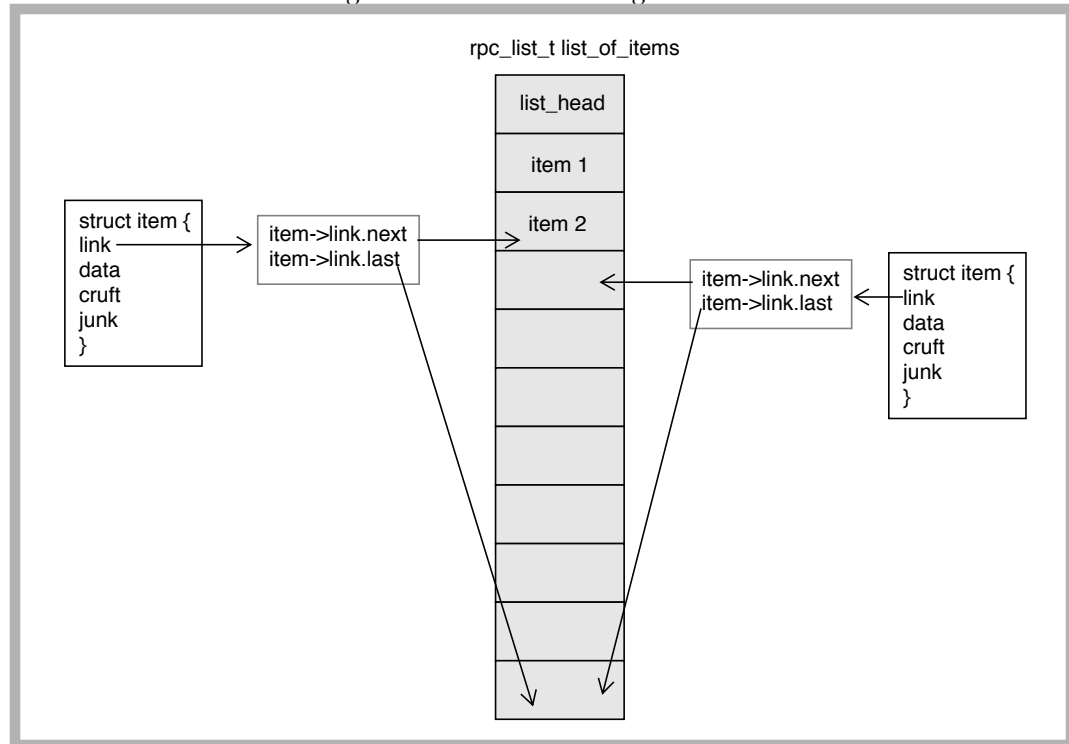 rpc_list_t list_of_items
list_head
item 1
item 2
struct item {
link
data
cruft
junk
}
item->link.next
item->link.last
item->link.next
item->link.last
struct item {
link
data
cruft
junk
}